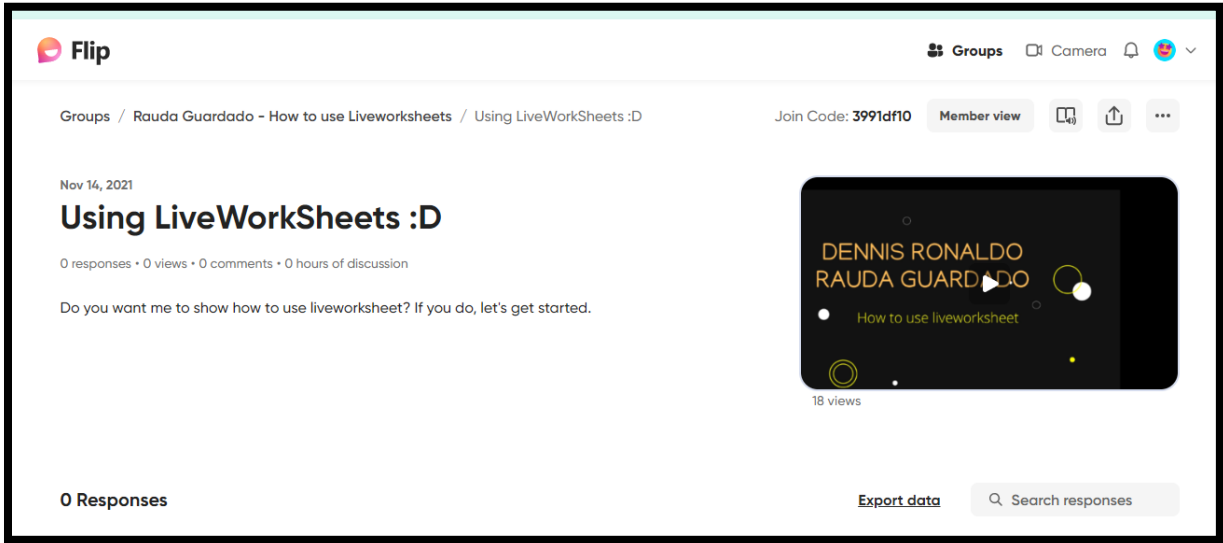 Flip
Groups Camera
Groups / Rauda Guardado - How to use Liveworksheets / Using LiveWorkSheets :D
Join Code: 3991df10 Member view
Nov 14, 2021
Using LiveWorkSheets :D
0 responses • 0 views • 0 comments • 0 hours of discussion
Do you want me to show how to use liveworksheet? If you do, let's get started.
DENNIS RONALDO
RAUDA GUARDADO
How to use liveworksheet
18 views
0 Responses
Export data
Search responses